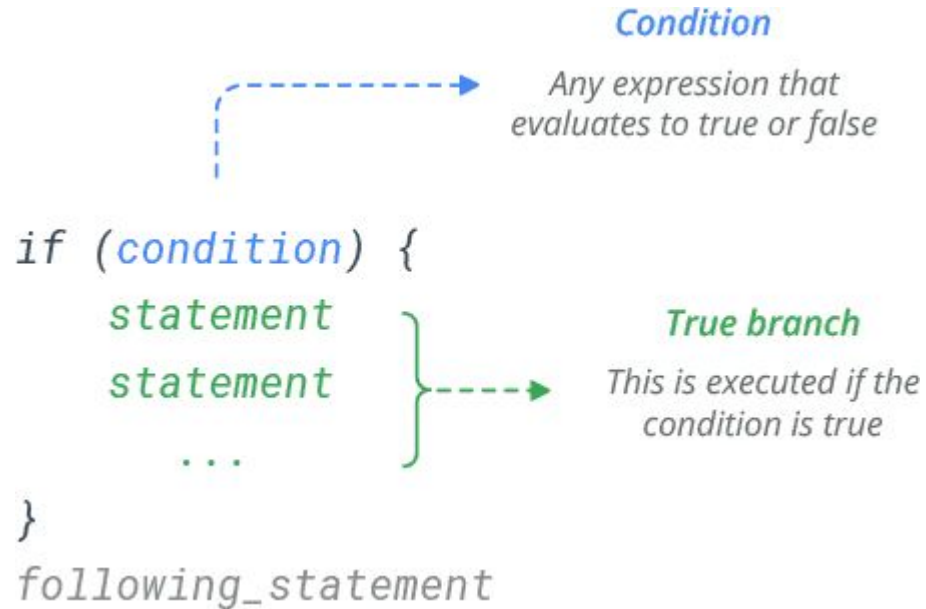 Condition
Any expression that
evaluates to true or false
if (condition) {
statement
statement
...
True branch
This is executed if the
condition is true
}
following_statement